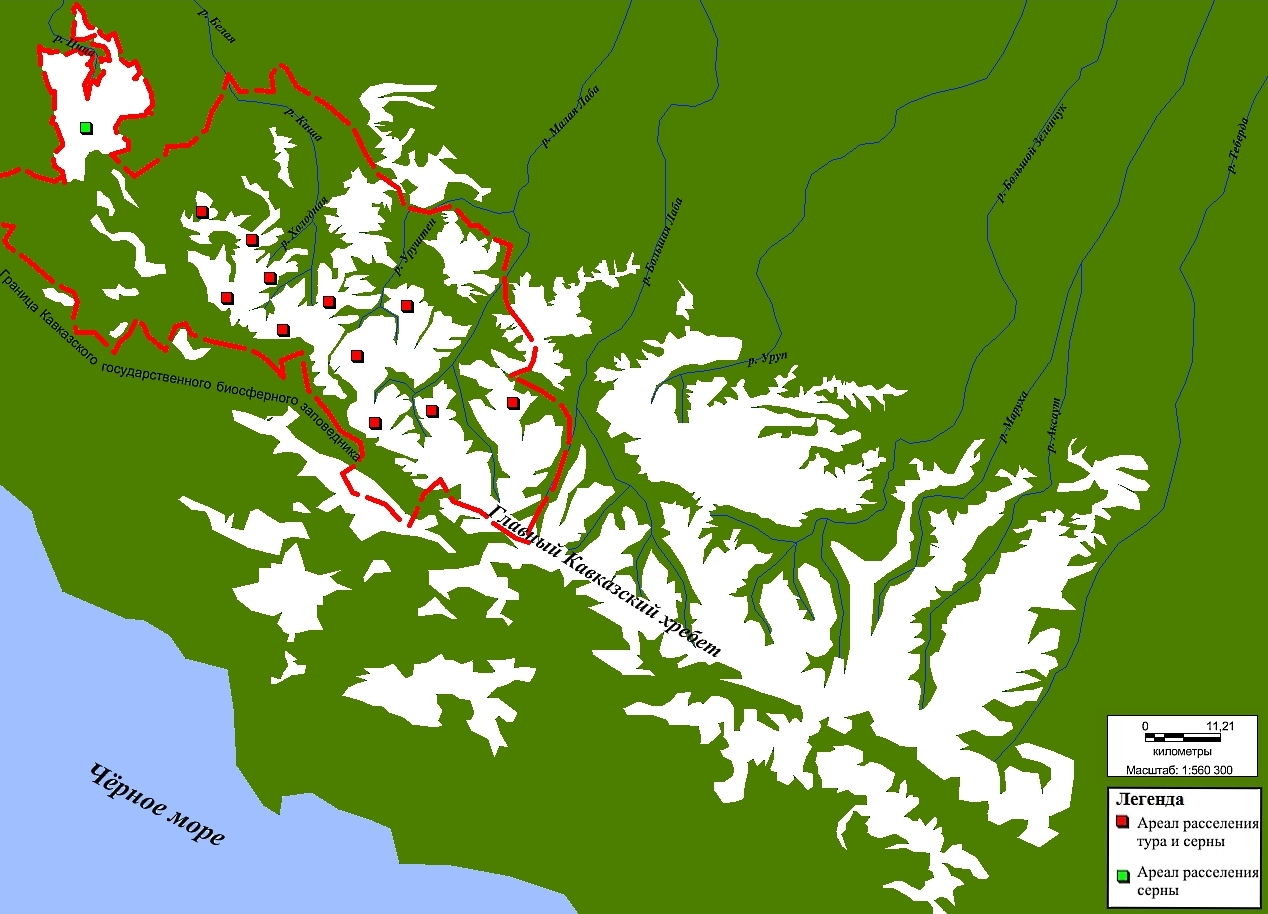 р. Белая
р. Цица
р. Каша
р. Малая Лаба
р. Большой Зеленчук
р. Теберда
р. Холодная
р. Уруштен
р. Большая Лаба
Граница Кавказского государственного биосферного заповедника
р. Уруп
р. Маруха
р. Аксаут
Главный Кавказский хребет
Чёрное море
0 11,21
километры
Масштаб: 1:560 300
Легенда
Ареал расселения
тура и серны
Ареал расселения
серны